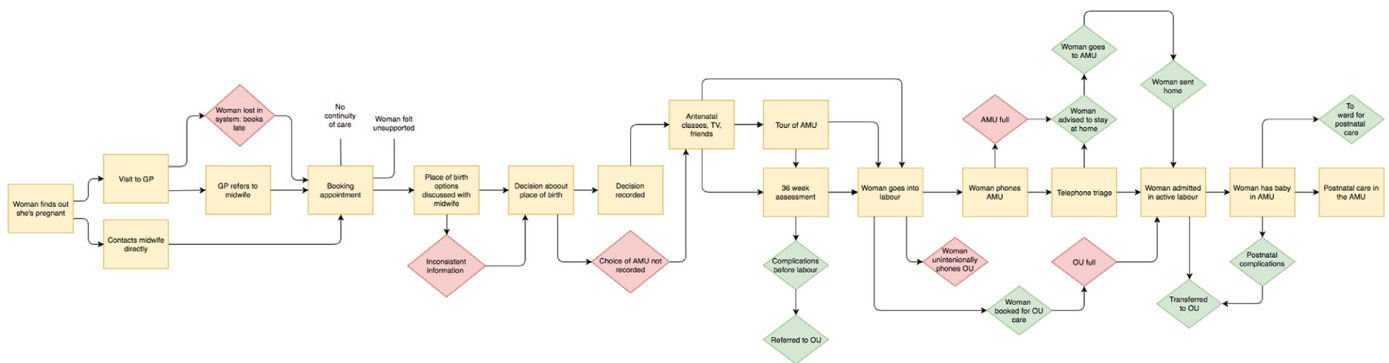 Woman finds out
she's pregnant
Visit to GP
Contacts midwife
directly
Woman lost in
system: books
late
GP refers to
midwife
No
continuity
of care
Woman felt
unsupported
Booking
appointment
Place of birth
options
discussed with
midwife
Inconsistent
information
Decision abouut
place of birth
Choice of AMU not
recorded
Decision
recorded
Antenatal
classes, TV,
friends
Tour of AMU
36 week
assessment
Complications
before labour
Referred to OU
Woman goes into
labour
Woman
unintenionally
phones OU
Woman
booked for OU
care
OU full
AMU full
Woman phones
AMU
Woman goes
to AMU
Woman
advised to stay
at home
Telephone triage
Woman sent
home
Woman admitted
in active labour
Transferred
to OU
To
ward for
postnatal
care
Woman has baby
in AMU
Postnatal
complications
Postnatal care in
the AMU